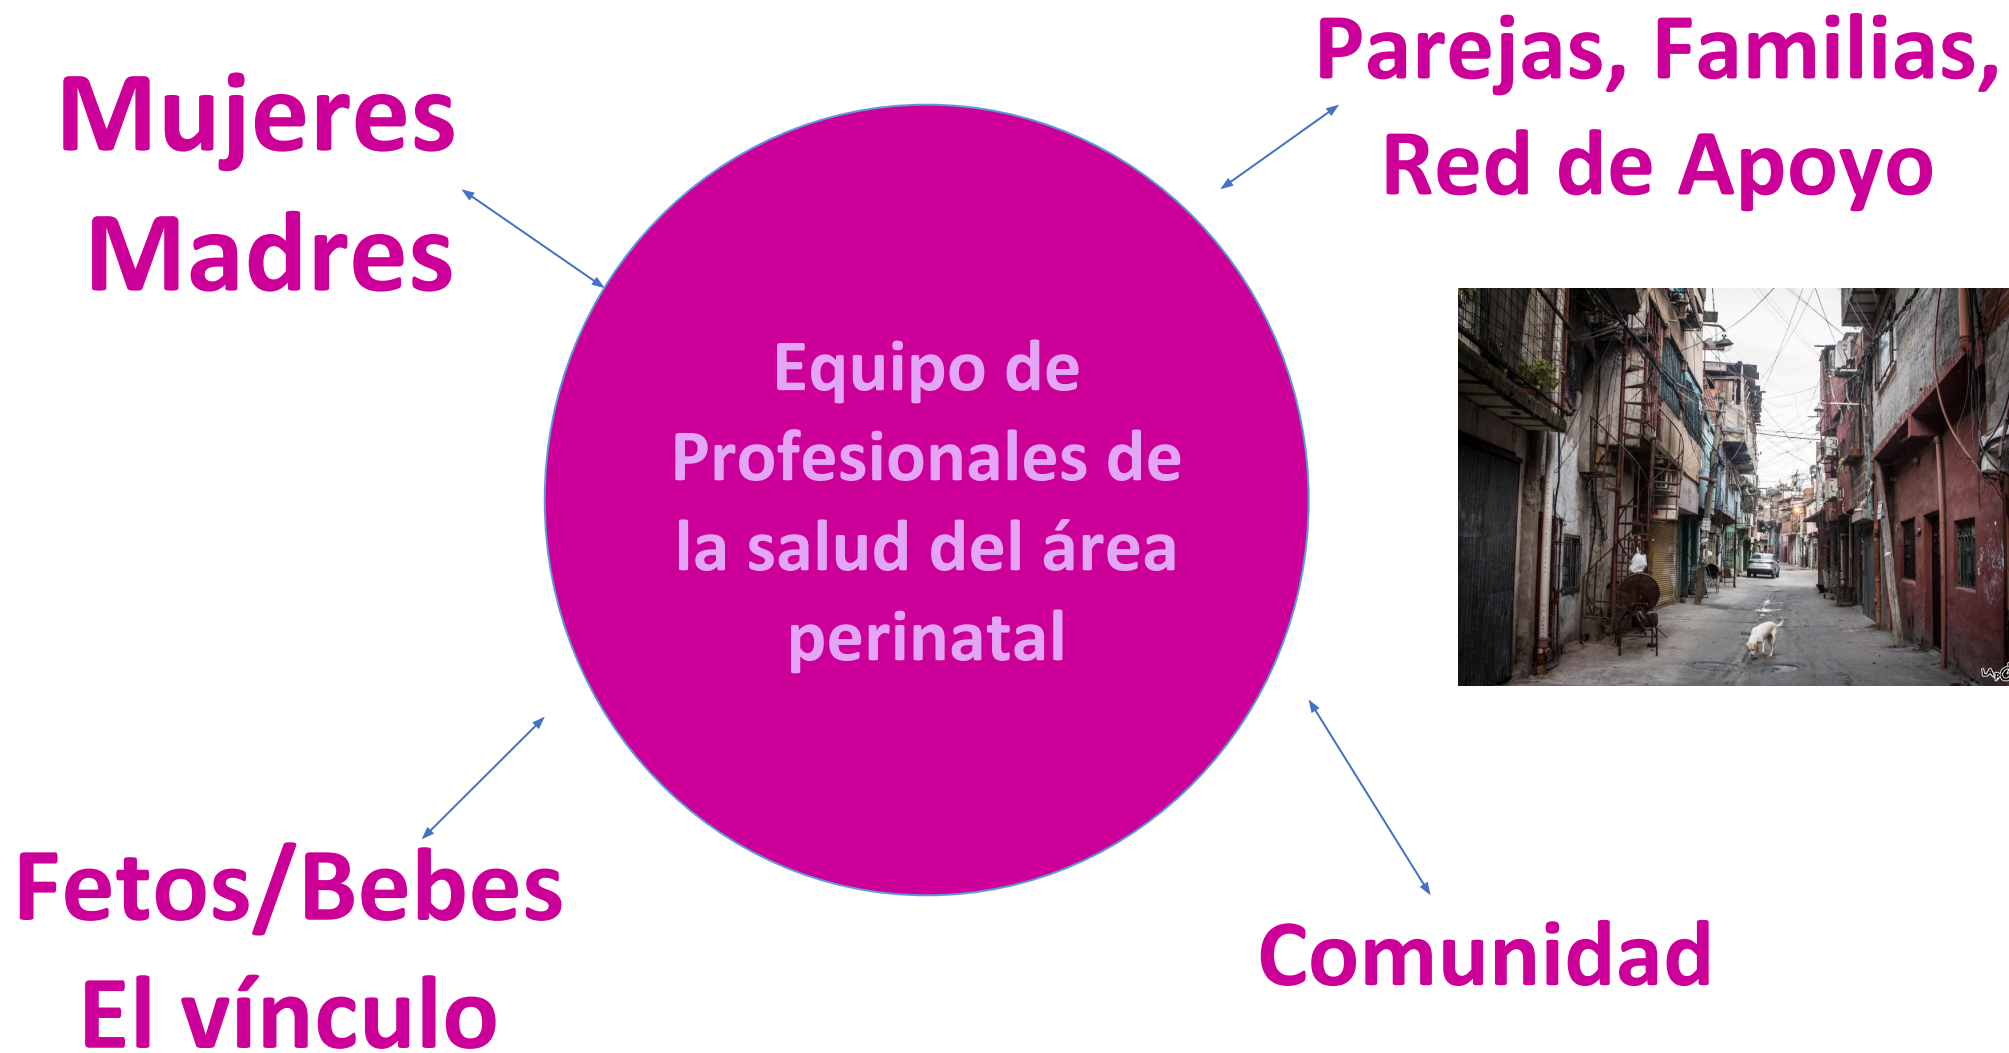 Mujeres
Madres
Parejas, Familias,
Red de Apoyo
Equipo de
Profesionales de
la salud del área
perinatal
Fetos/Bebes
El vínculo
Comunidad